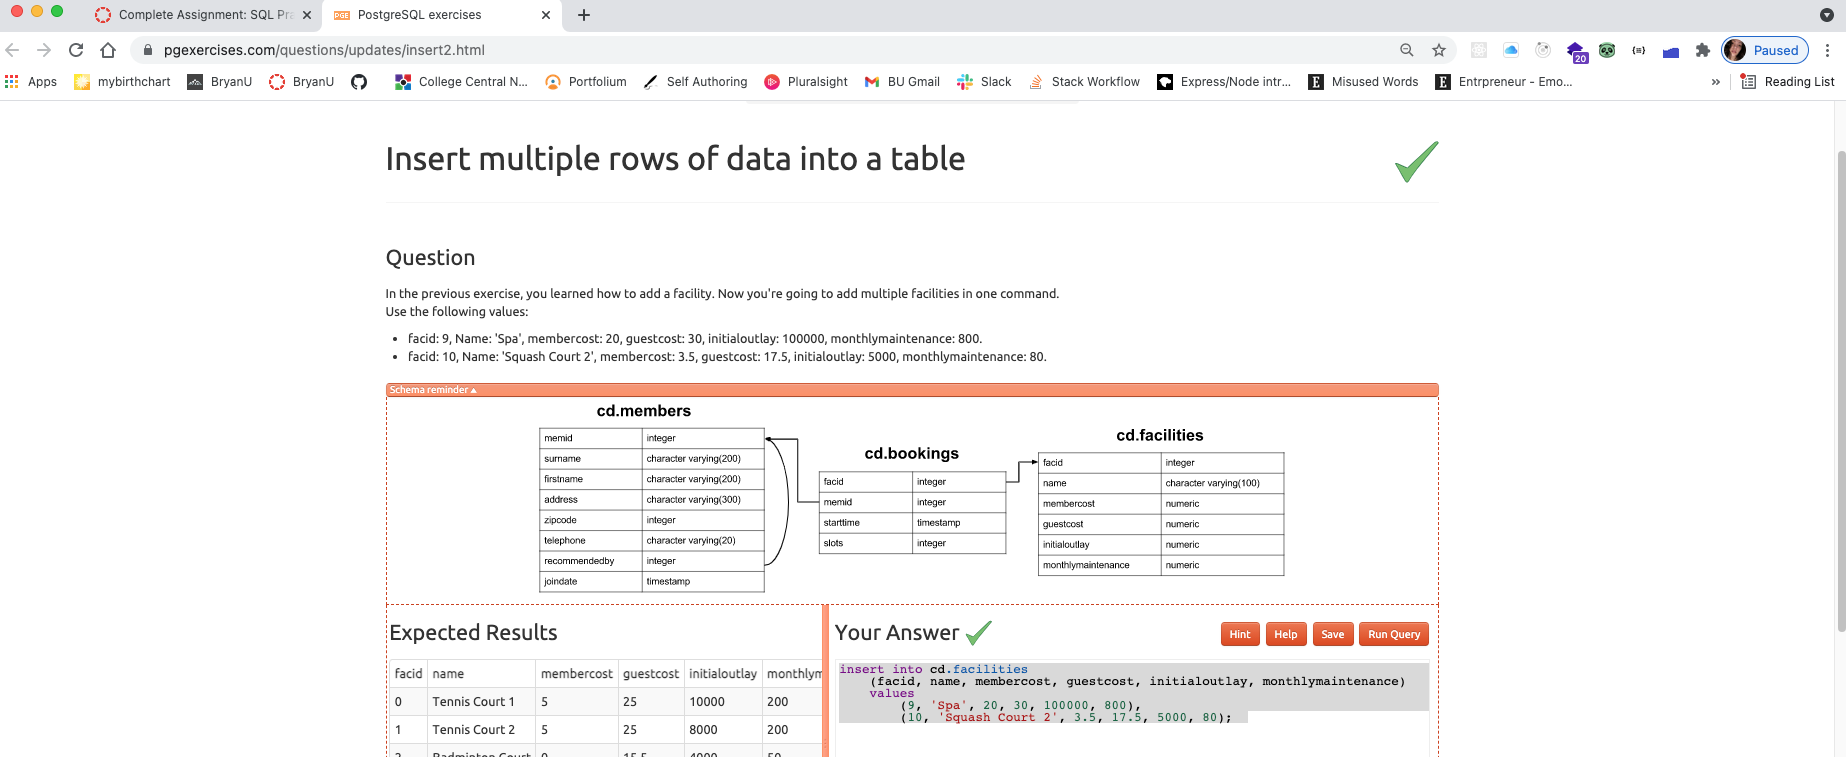 Complete Assignment: SQL Pra
PostgreSQL exercises
pgexercises.com/questions/updates/insert2.html
20
Paused
Apps
mybirthchart
BryanU
BryanU
College Central N...
Portfolium
Self Authoring
Pluralsight
BU Gmail
Slack
Stack Workflow
Express/Node intr...
Misused Words
Entrpreneur - Emo...
»
Reading List
Insert multiple rows of data into a table
Question
In the previous exercise, you learned how to add a facility. Now you're going to add multiple facilities in one command.
Use the following values:
• facid: 9, Name: 'Spa', membercost: 20, guestcost: 30, initialoutlay: 100000, monthlymaintenance: 800.
• facid: 10, Name: 'Squash Court 2', membercost: 3.5, guestcost: 17.5, initialoutlay: 5000, monthlymaintenance: 80.
Schema reminder
cd.members
memid integer
surname character varying(200)
firstname character varying(200)
address character varying(300)
zipcode integer
telephone character varying(20)
recommendedby integer
joindate timestamp
cd.bookings
facid integer
memid integer
starttime timestamp
slots integer
cd.facilities
facid integer
name character varying(100)
membercost numeric
guestcost numeric
initialoutlay numeric
monthlymaintenance numeric
Expected Results
facid name membercost guestcost initialoutlay monthlym
0 Tennis Court 1 5 25 10000 200
1 Tennis Court 2 5 25 8000 200
2 Badminton Court 0 15.5 4000 50
Your Answer
Hint
Help
Save
Run Query
insert into cd.facilities
(facid, name, membercost, guestcost, initialoutlay, monthlymaintenance)
values
(9, 'Spa', 20, 30, 100000, 800),
(10, 'Squash Court 2', 3.5, 17.5, 5000, 80);